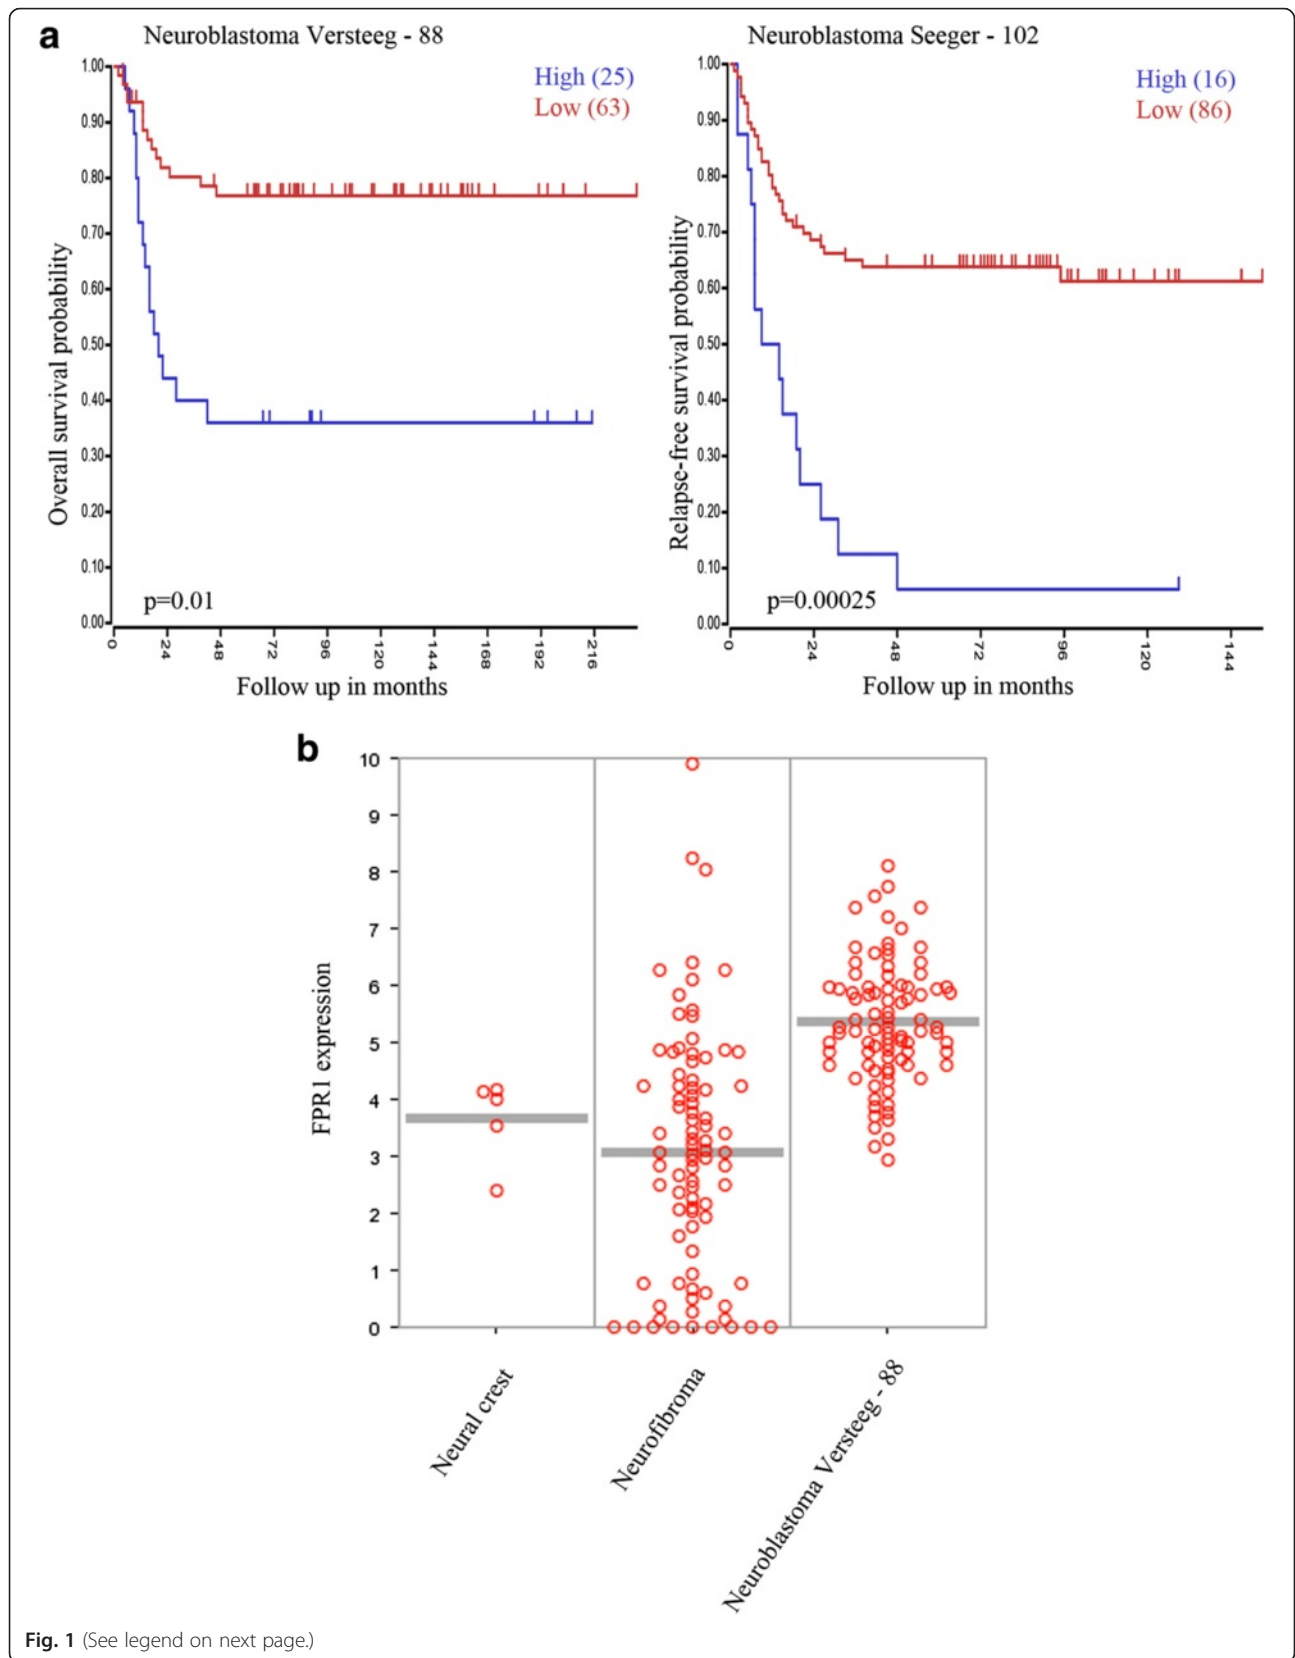 a
Neuroblastoma Versteeg - 88
High (25)
Low (63)
1.00
0.90
0.80
0.70
0.60
0.50
0.40
0.30
0.20
0.10
0.00
Overall survival probability
p=0.01
0 24 48 72 96 120 144 168 192 216
Follow up in months
Neuroblastoma Seeger - 102
High (16)
Low (86)
1.00
0.90
0.80
0.70
0.60
0.50
0.40
0.30
0.20
0.10
0.00
Relapse-free survival probability
p=0.00025
0 24 48 72 96 120 144
Follow up in months
b
10
9
8
7
6
5
4
3
2
1
0
FPR1 expression
Neural crest
Neurofibroma
Neuroblastoma Versteeg - 88
Fig. 1 (See legend on next page.)